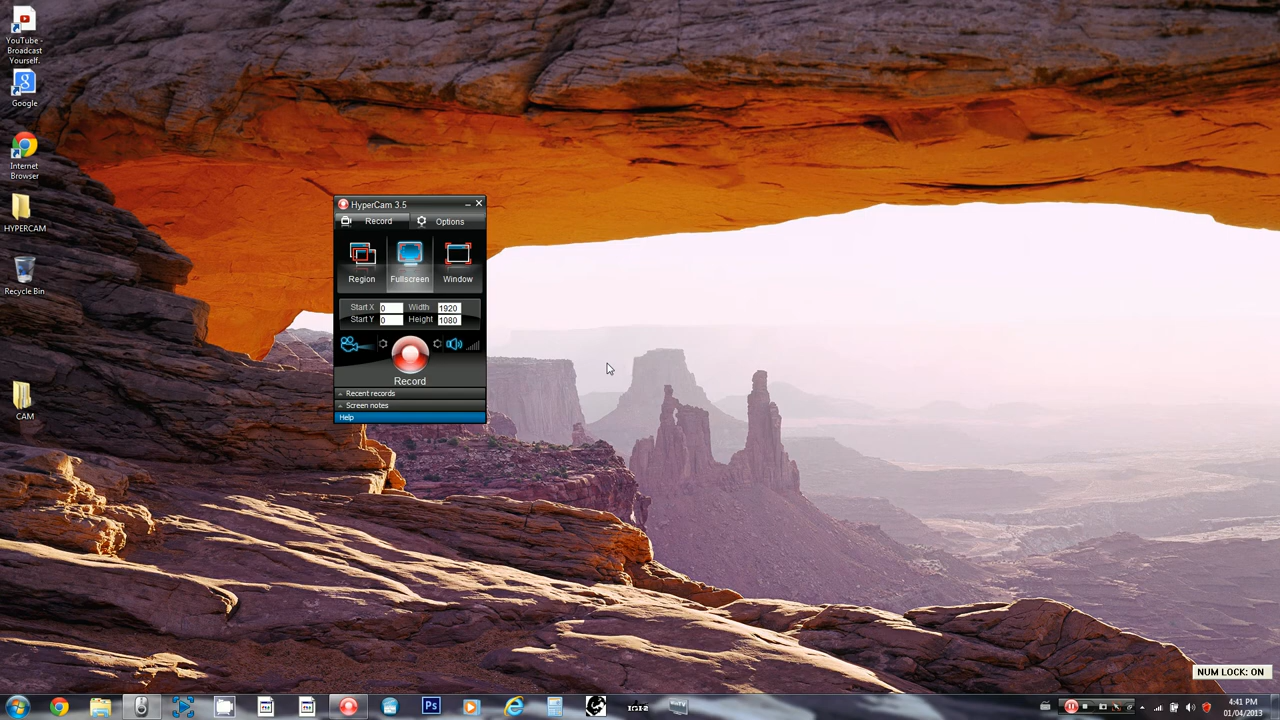 YouTube -
Broadcast
Yourself.
Google
Internet
Browser
HYPERCAM
Recycle Bin
CAM
HyperCam 3.5
Record
Options
Region
Fullscreen
Window
Start X 0 Width 1920
Start Y 0 Height 1080
Record
Recent records
Screen notes
Help
NUM LOCK: ON
Ps
4:41 PM
01/04/2013